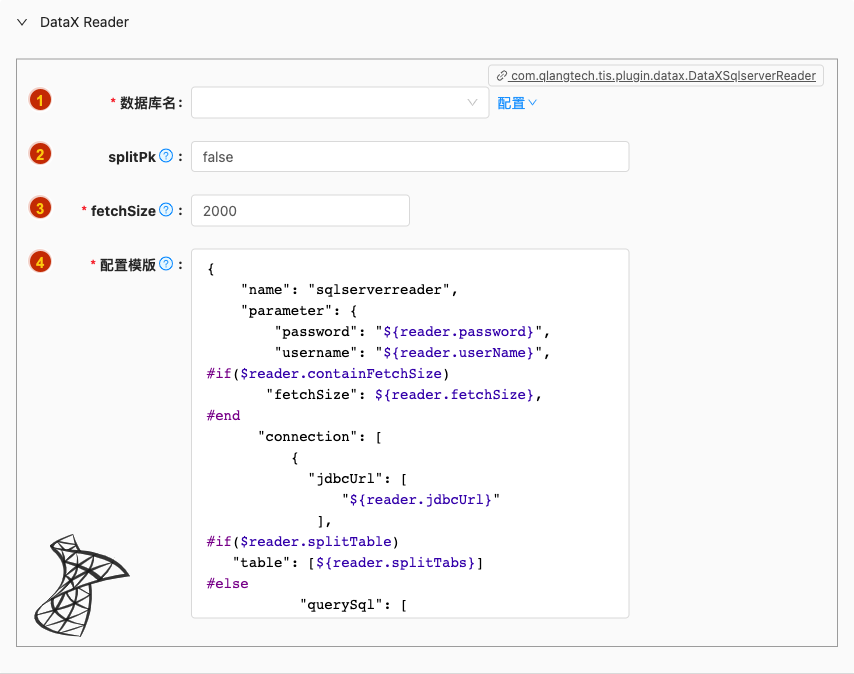 DataX Reader
com.qlangtech.tis.plugin.datax.DataXSqlserverReader
1 * 数据库名: 配置
2 splitPk ? : false
3 * fetchSize ? : 2000
4 * 配置模版 ? :
{
    "name": "sqlserverreader",
    "parameter": {
        "password": "${reader.password}",
        "username": "${reader.userName}",
#if($reader.containFetchSize)
       "fetchSize": ${reader.fetchSize},
#end
      "connection": [
          {
            "jdbcUrl": [
                "${reader.jdbcUrl}"
             ],
#if($reader.splitTable)
   "table": [${reader.splitTabs}]
#else
           "querySql": [